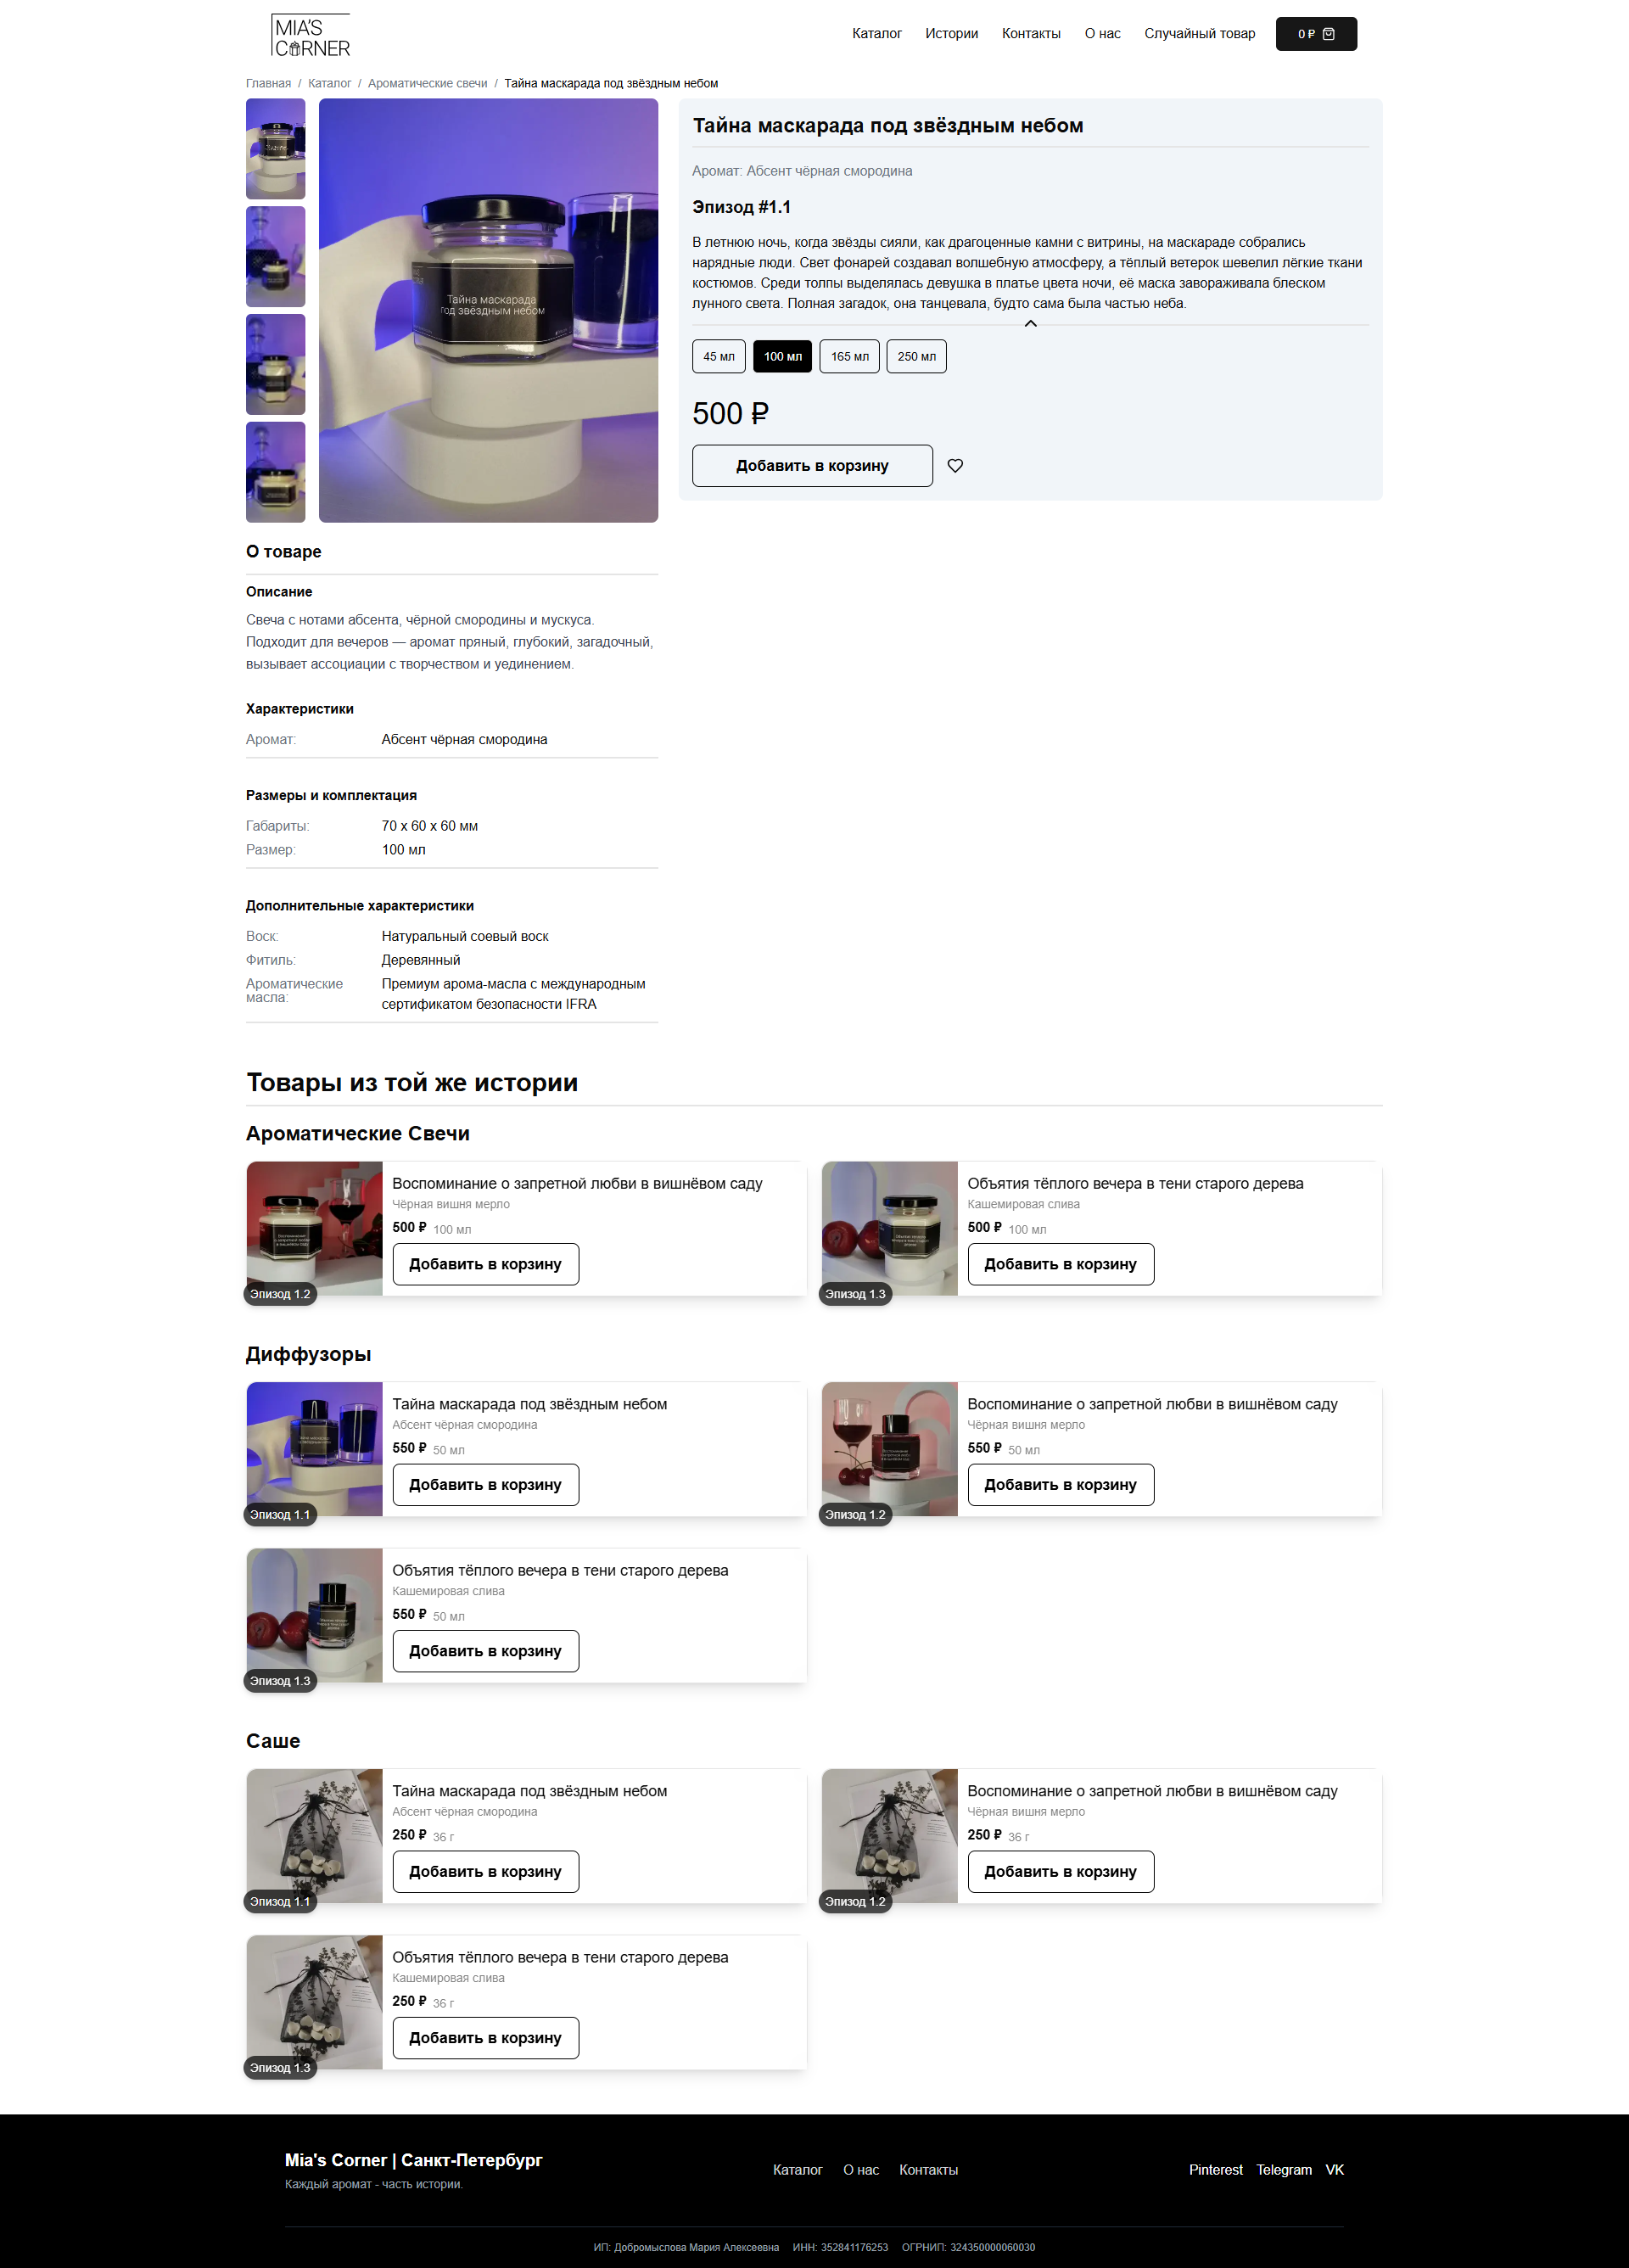 MIA'S
CORNER
Каталог
Истории
Контакты
О нас
Случайный товар
0 ₽
Главная / Каталог / Ароматические свечи / Тайна маскарада под звёздным небом
Тайна маскарада
под звёздным небом
Тайна маскарада под звёздным небом
Аромат: Абсент чёрная смородина
Эпизод #1.1
В летнюю ночь, когда звёзды сияли, как драгоценные камни с витрины, на маскараде собрались
нарядные люди. Свет фонарей создавал волшебную атмосферу, а тёплый ветерок шевелил лёгкие ткани
костюмов. Среди толпы выделялась девушка в платье цвета ночи, её маска завораживала блеском
лунного света. Полная загадок, она танцевала, будто сама была частью неба.
45 мл
100 мл
165 мл
250 мл
500 ₽
Добавить в корзину
О товаре
Описание
Свеча с нотами абсента, чёрной смородины и мускуса.
Подходит для вечеров — аромат пряный, глубокий, загадочный,
вызывает ассоциации с творчеством и уединением.
Характеристики
Аромат: Абсент чёрная смородина
Размеры и комплектация
Габариты: 70 x 60 x 60 мм
Размер: 100 мл
Дополнительные характеристики
Воск: Натуральный соевый воск
Фитиль: Деревянный
Ароматические
масла:
Премиум арома-масла с международным
сертификатом безопасности IFRA
Товары из той же истории
Ароматические Свечи
Воспоминание о запретной любви в вишнёвом саду
Чёрная вишня мерло
500 ₽ 100 мл
Добавить в корзину
Эпизод 1.2
Объятия тёплого вечера в тени старого дерева
Кашемировая слива
500 ₽ 100 мл
Добавить в корзину
Эпизод 1.3
Диффузоры
Тайна маскарада под звёздным небом
Абсент чёрная смородина
550 ₽ 50 мл
Добавить в корзину
Эпизод 1.1
Воспоминание о запретной любви в вишнёвом саду
Чёрная вишня мерло
550 ₽ 50 мл
Добавить в корзину
Эпизод 1.2
Объятия тёплого вечера в тени старого дерева
Кашемировая слива
550 ₽ 50 мл
Добавить в корзину
Эпизод 1.3
Саше
Тайна маскарада под звёздным небом
Абсент чёрная смородина
250 ₽ 36 г
Добавить в корзину
Эпизод 1.1
Воспоминание о запретной любви в вишнёвом саду
Чёрная вишня мерло
250 ₽ 36 г
Добавить в корзину
Эпизод 1.2
Объятия тёплого вечера в тени старого дерева
Кашемировая слива
250 ₽ 36 г
Добавить в корзину
Эпизод 1.3
Mia's Corner | Санкт-Петербург
Каждый аромат - часть истории.
Каталог
О нас
Контакты
Pinterest
Telegram
VK
ИП: Добромыслова Мария Алексеевна ИНН: 352841176253 ОГРНИП: 324350000060030